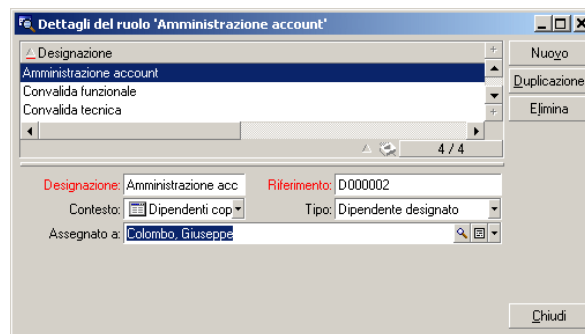 Dettagli del ruolo 'Amministrazione account'
Designazione
Amministrazione account
Convalida funzionale
Convalida tecnica
4 / 4
Nuovo
Duplicazione
Elimina
Designazione: Amministrazione acc Riferimento: D000002
Contesto: Dipendenti cop Tipo: Dipendente designato
Assegnato a: Colombo, Giuseppe
Chiudi